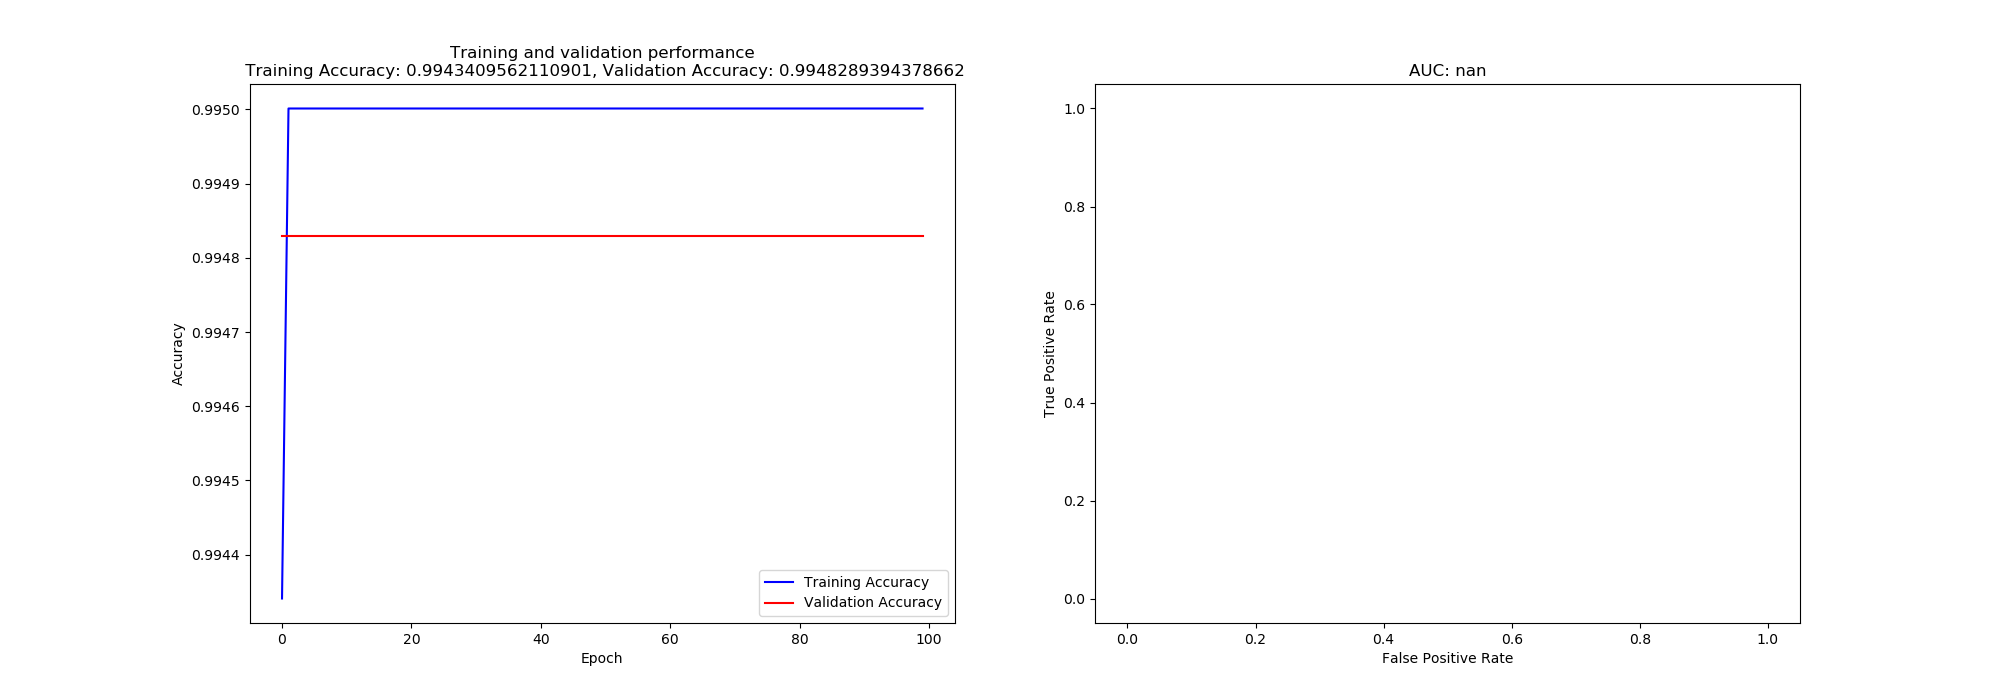 Training and validation performance
Training Accuracy: 0.9943409562110901, Validation Accuracy: 0.9948289394378662
0.9950
0.9949
0.9948
0.9947
0.9946
0.9945
0.9944
Accuracy
0 20 40 60 80 100
Epoch
Training Accuracy
Validation Accuracy
AUC: nan
1.0
0.8
0.6
0.4
0.2
0.0
True Positive Rate
0.0 0.2 0.4 0.6 0.8 1.0
False Positive Rate